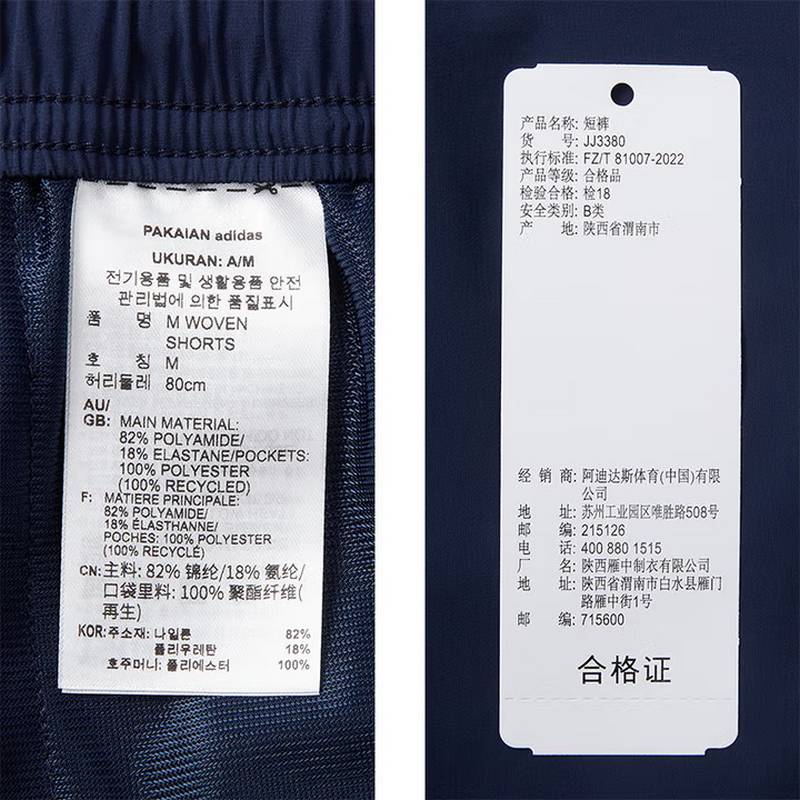 PAKAIAN adidas
UKURAN: A/M
전기용품 및 생활용품 안전
관리법에 의한 품질표시
품 명 M WOVEN
SHORTS
호 칭 M
허리둘레 80cm
AU/
GB: MAIN MATERIAL:
82% POLYAMIDE/
18% ELASTANE/POCKETS:
100% POLYESTER
(100% RECYCLED)
F: MATIERE PRINCIPALE:
82% POLYAMIDE/
18% ÉLASTHANNE/
POCHES: 100% POLYESTER
(100% RECYCLÉ)
CN: 主料: 82% 锦纶/18% 氨纶/
口袋里料: 100% 聚酯纤维(
再生)
KOR: 주소재: 나일론 82%
폴리우레탄 18%
호주머니: 폴리에스터 100%
产品名称: 短裤
货 号: JJ3380
执行标准: FZ/T 81007-2022
产品等级: 合格品
检验合格: 检18
安全类别: B类
产 地: 陕西省渭南市
经 销 商: 阿迪达斯体育(中国)有限
公司
地 址: 苏州工业园区唯胜路508号
邮 编: 215126
电 话: 400 880 1515
厂 名: 陕西雁中制衣有限公司
地 址: 陕西省渭南市白水县雁门
路雁中街1号
邮 编: 715600
合格证